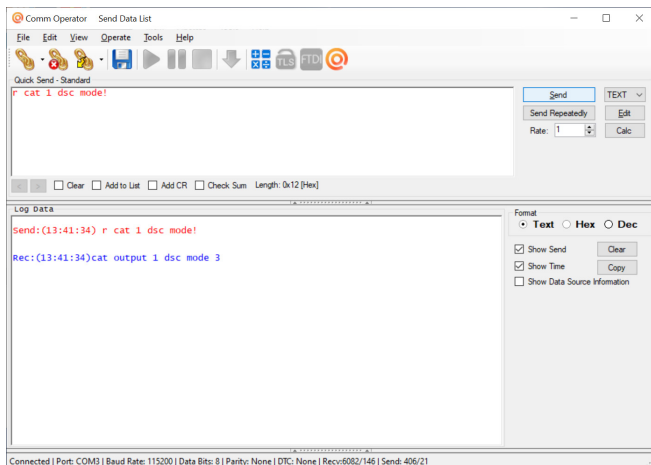 Comm Operator Send Data List
File Edit View Operate Tools Help
TLS FTDI
Quick Send - Standard
r cat 1 dsc mode!
Send TEXT
Send Repeatedly Edit
Rate: 1 Calc
< > Clear Add to List Add CR Check Sum Length: 0x12 [Hex]
Log Data
Send:(13:41:34) r cat 1 dsc mode!
Rec:(13:41:34)cat output 1 dsc mode 3
Format
Text Hex Dec
Show Send Clear
Show Time Copy
Show Data Source Information
Connected | Port: COM3 | Baud Rate: 115200 | Data Bits: 8 | Parity: None | DTC: None | Recv:6082/146 | Send: 406/21